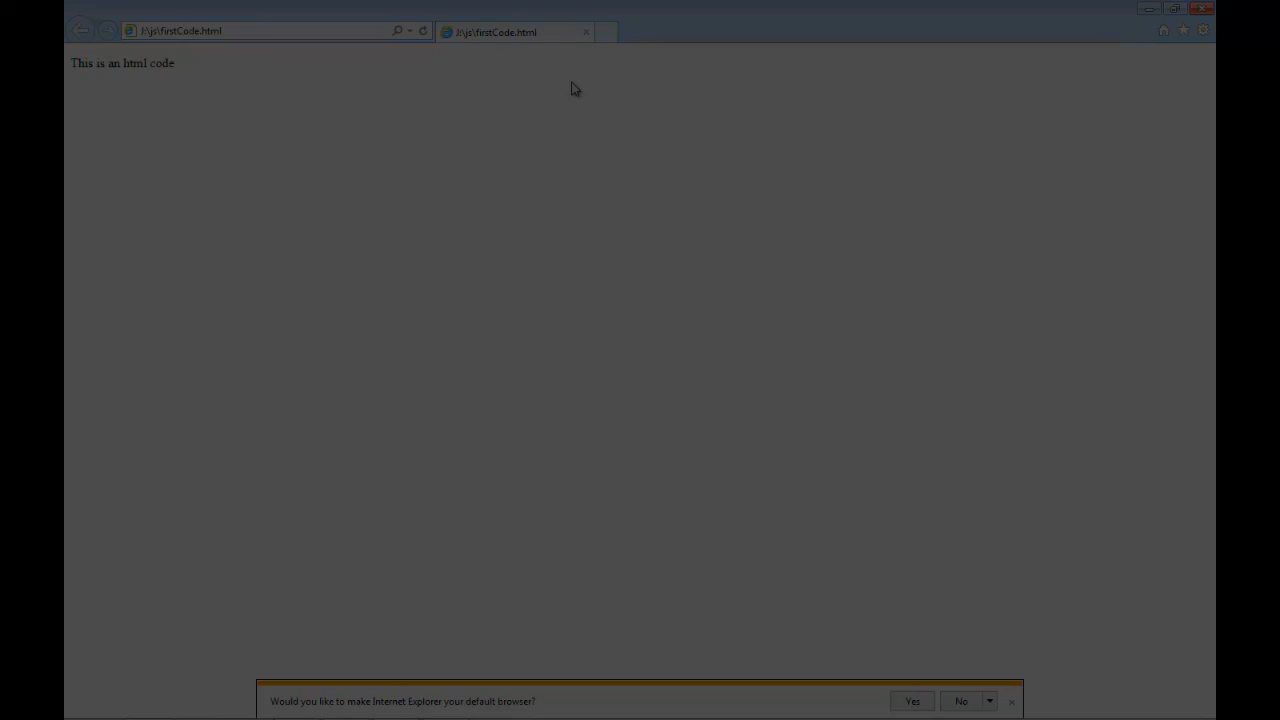 J:\js\firstCode.html
J:\js\firstCode.html
This is an html code
Would you like to make Internet Explorer your default browser?
Yes
No